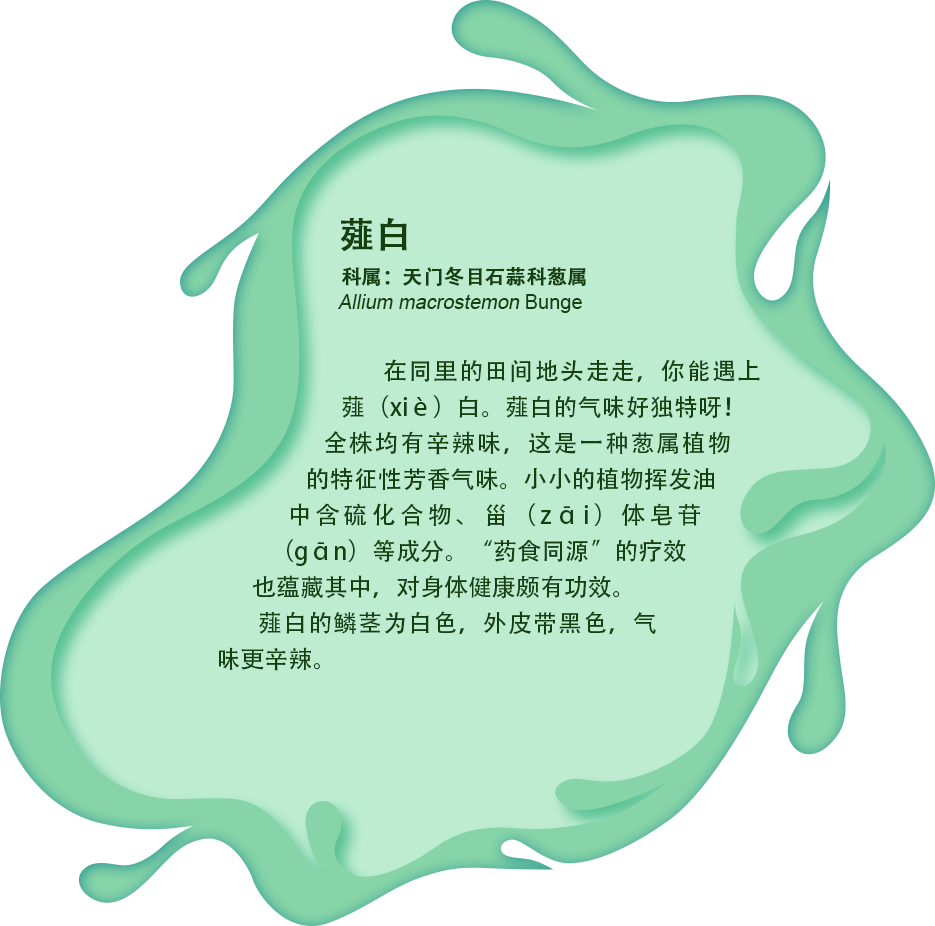 薤白
科属：天门冬目石蒜科葱属
Allium macrostemon Bunge
在同里的田间地头走走，你能遇上
薤（xiè）白。薤白的气味好独特呀！
全株均有辛辣味，这是一种葱属植物
的特征性芳香气味。小小的植物挥发油
中含硫化合物、甾（zāi）体皂苷
（gān）等成分。“药食同源”的疗效
也蕴藏其中，对身体健康颇有功效。
薤白的鳞茎为白色，外皮带黑色，气
味更辛辣。